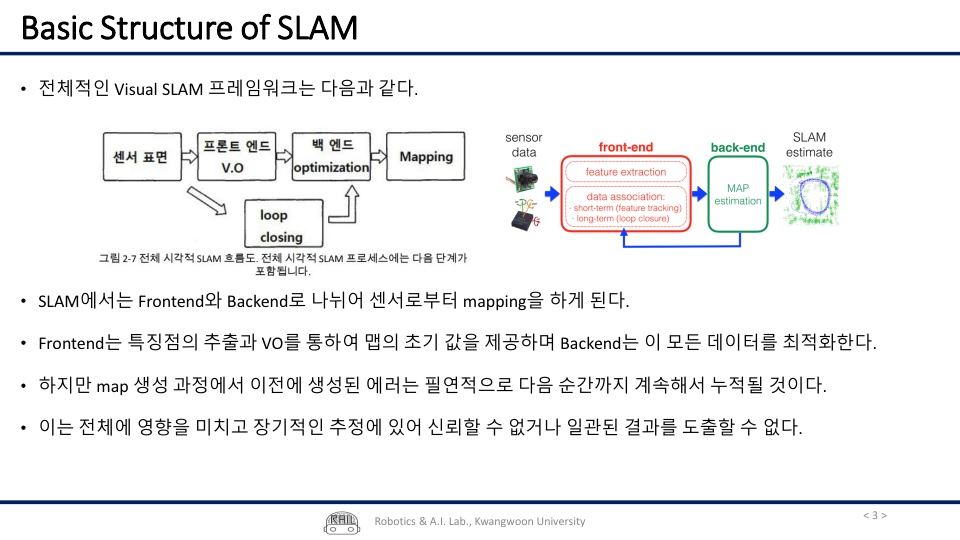 Basic Structure of SLAM
• 전체적인 Visual SLAM 프레임워크는 다음과 같다.
센서 표면
프론트 엔드
V.O
백 엔드
optimization
Mapping
loop
closing
그림 2-7 전체 시각적 SLAM 흐름도. 전체 시각적 SLAM 프로세스에는 다음 단계가
포함됩니다.
sensor
data
front-end
feature extraction
data association:
- short-term (feature tracking)
- long-term (loop closure)
back-end
MAP
estimation
SLAM
estimate
• SLAM에서는 Frontend와 Backend로 나뉘어 센서로부터 mapping을 하게 된다.
• Frontend는 특징점의 추출과 VO를 통하여 맵의 초기 값을 제공하며 Backend는 이 모든 데이터를 최적화한다.
• 하지만 map 생성 과정에서 이전에 생성된 에러는 필연적으로 다음 순간까지 계속해서 누적될 것이다.
• 이는 전체에 영향을 미치고 장기적인 추정에 있어 신뢰할 수 없거나 일관된 결과를 도출할 수 없다.
RAIL
Robotics & A.I. Lab., Kwangwoon University
< 3 >